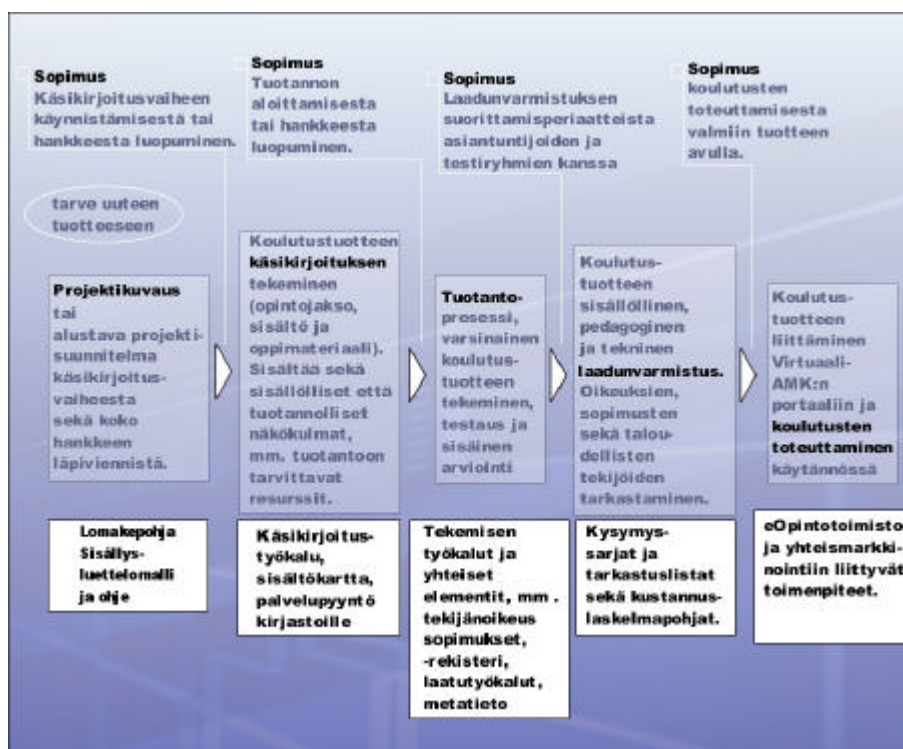 Sopimus
Käsikirjoitusvaiheen
käynnistämisestä tai
hankkeesta luopuminen.
Sopimus
Tuotannon
aloittamisesta
tai hankkeesta
luopuminen.
Sopimus
Laadunvarmistuksen
suorittamisperiaatteista
asiantuntijoiden ja
testiryhmien kanssa
Sopimus
koulutusten
toteuttamisesta
valmiin tuotteen
avulla.
tarve uuteen
tuotteeseen
Projektikuvaus
tai
alustava projekti-
suunnitelma
käsikirjoitus-
vaiheesta
sekä koko
hankkeen
läpiviennistä.
Koulutustuotteen
käsikirjoituksen
tekeminen
(opintojakso,
sisältö ja
oppimateriaali).
Sisältää sekä
sisällölliset että
tuotannolliset
näkökulmat,
mm. tuotantoon
tarvittavat
resurssit.
Tuotanto-
prosessi,
varsinainen
koulutus-
tuotteen
tekeminen,
testaus ja
sisäinen
arviointi
Koulutus-
tuotteen
sisällöllinen,
pedagoginen
ja tekninen
laadunvarmistus.
Oikeuksien,
sopimusten
sekä talou-
dellisten
tekijöiden
tarkastaminen.
Koulutus-
tuotteen
liittäminen
Virtuaali-
AMK:n
portaaliin ja
koulutusten
toteuttaminen
käytännössä
Lomakepohja
Sisällys-
luettelomalli
ja ohje
Käsikirjoitus-
työkalu,
sisältökartta,
palvelupyyntö
kirjastoille
Tekemisen
työkalut ja
yhteiset
elementit, mm.
tekijänoikeus
sopimukset,
-rekisteri,
laatutyökalut,
metatieto
Kysymys-
sarjat ja
tarkastuslistat
sekä kustannus-
laskelmapohjat.
eOpintotoimisto
ja yhteismarkki-
nointiin liittyvät
toimenpiteet.